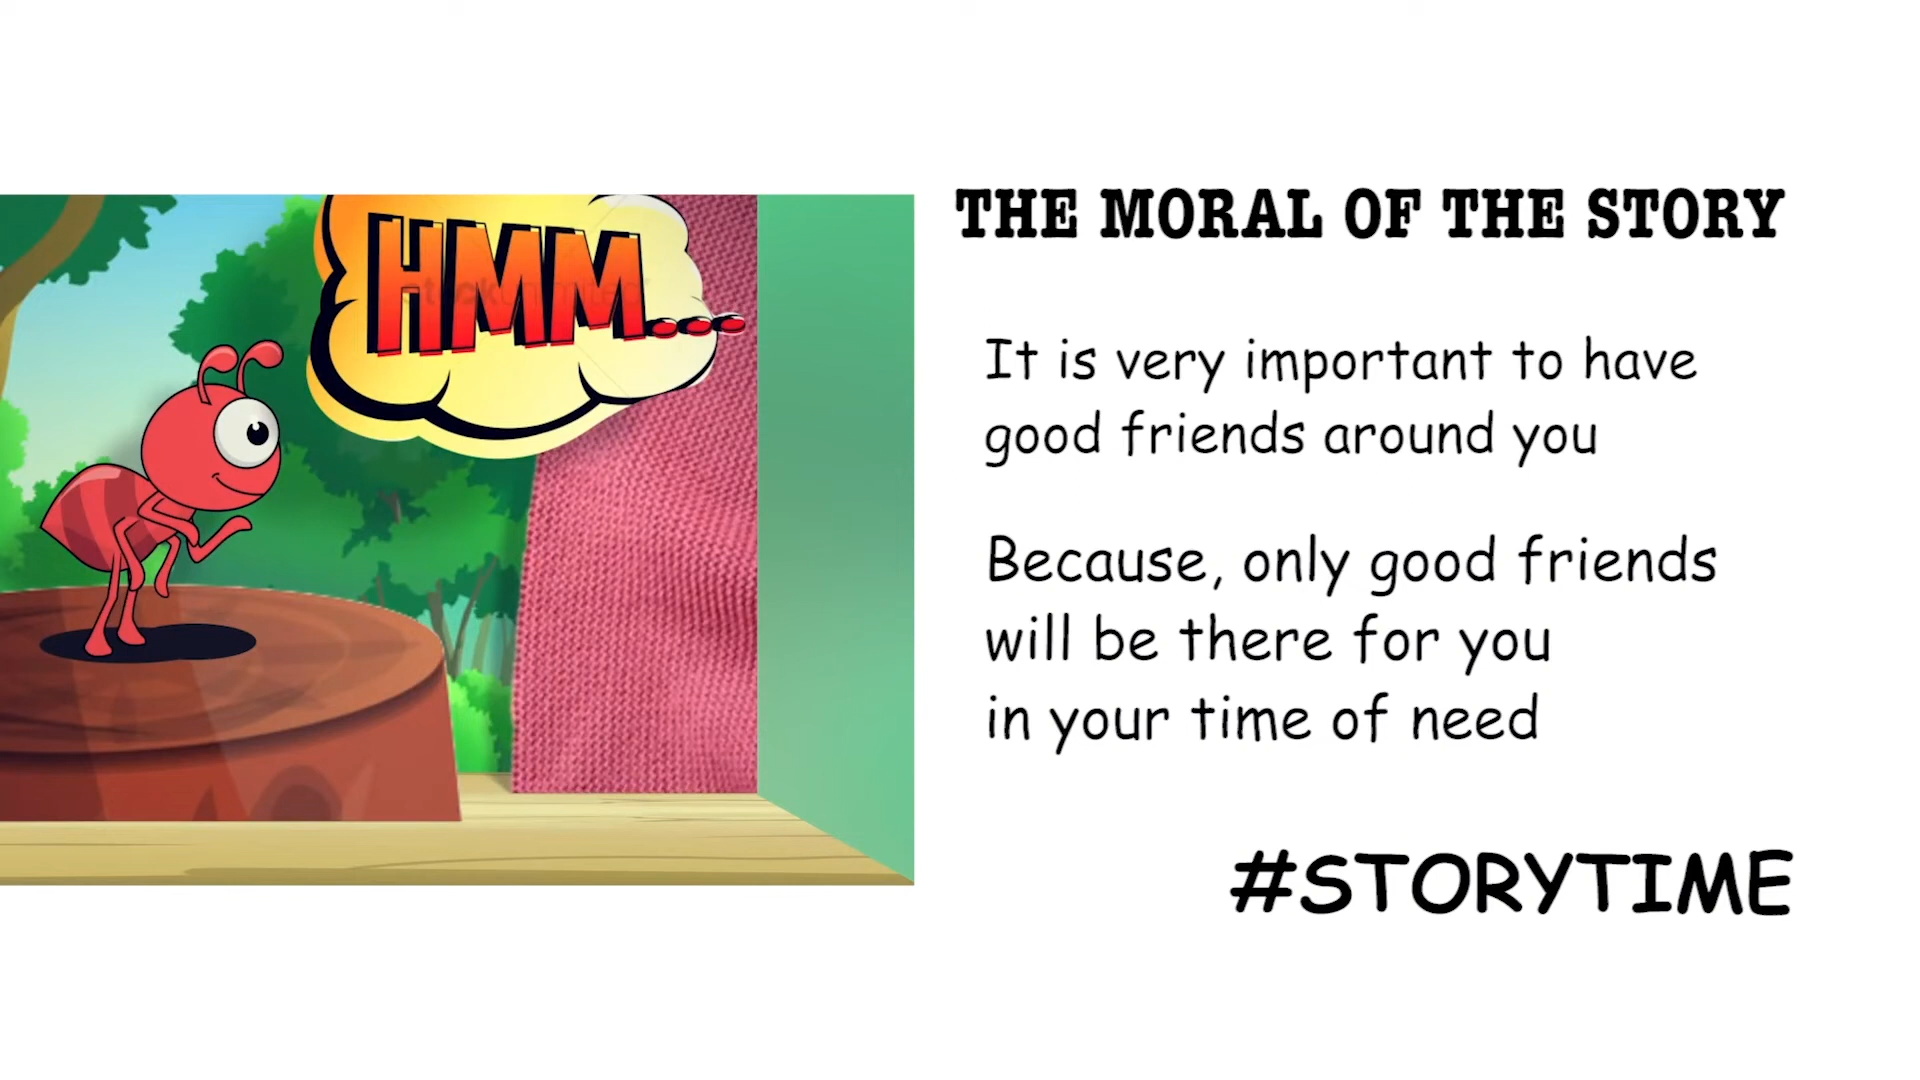 HMM...
THE MORAL OF THE STORY
It is very important to have
good friends around you
Because, only good friends
will be there for you
in your time of need
#STORYTIME